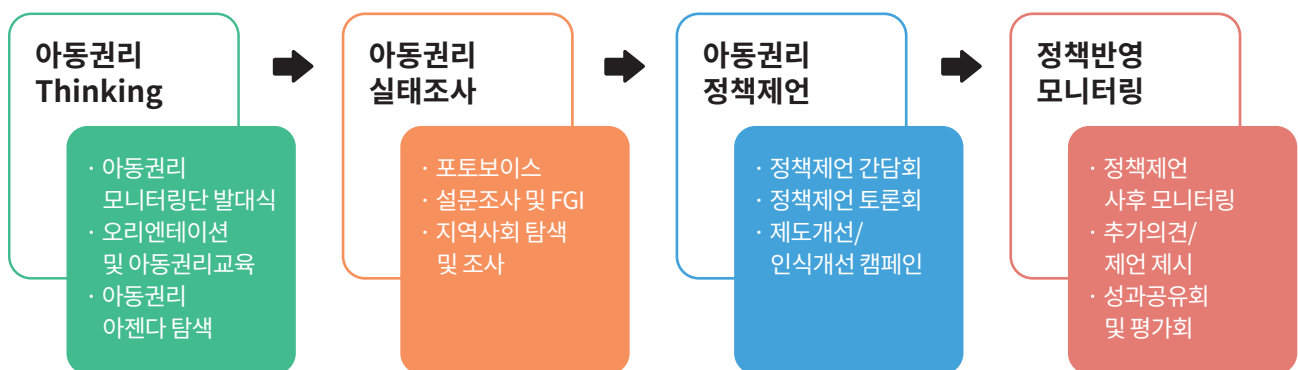 아동권리
Thinking
· 아동권리
모니터링단 발대식
· 오리엔테이션
및 아동권리교육
· 아동권리
아젠다 탐색
아동권리
실태조사
· 포토보이스
· 설문조사 및 FGI
· 지역사회 탐색
및 조사
아동권리
정책제언
· 정책제언 간담회
· 정책제언 토론회
· 제도개선/
인식개선 캠페인
정책반영
모니터링
· 정책제언
사후 모니터링
· 추가의견/
제언 제시
· 성과공유회
및 평가회